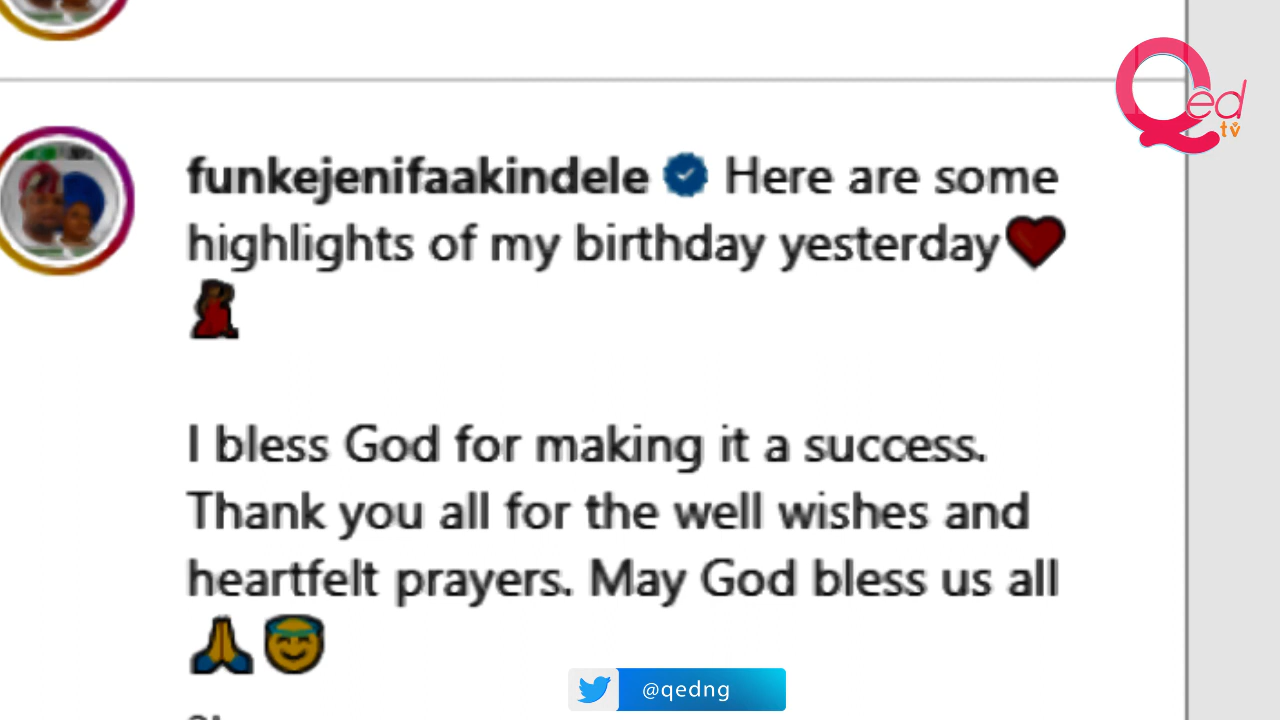 Qed
tv
funkejenifaakindele Here are some
highlights of my birthday yesterday❤️
💃🏿
I bless God for making it a success.
Thank you all for the well wishes and
heartfelt prayers. May God bless us all
🙏😇
@qedng